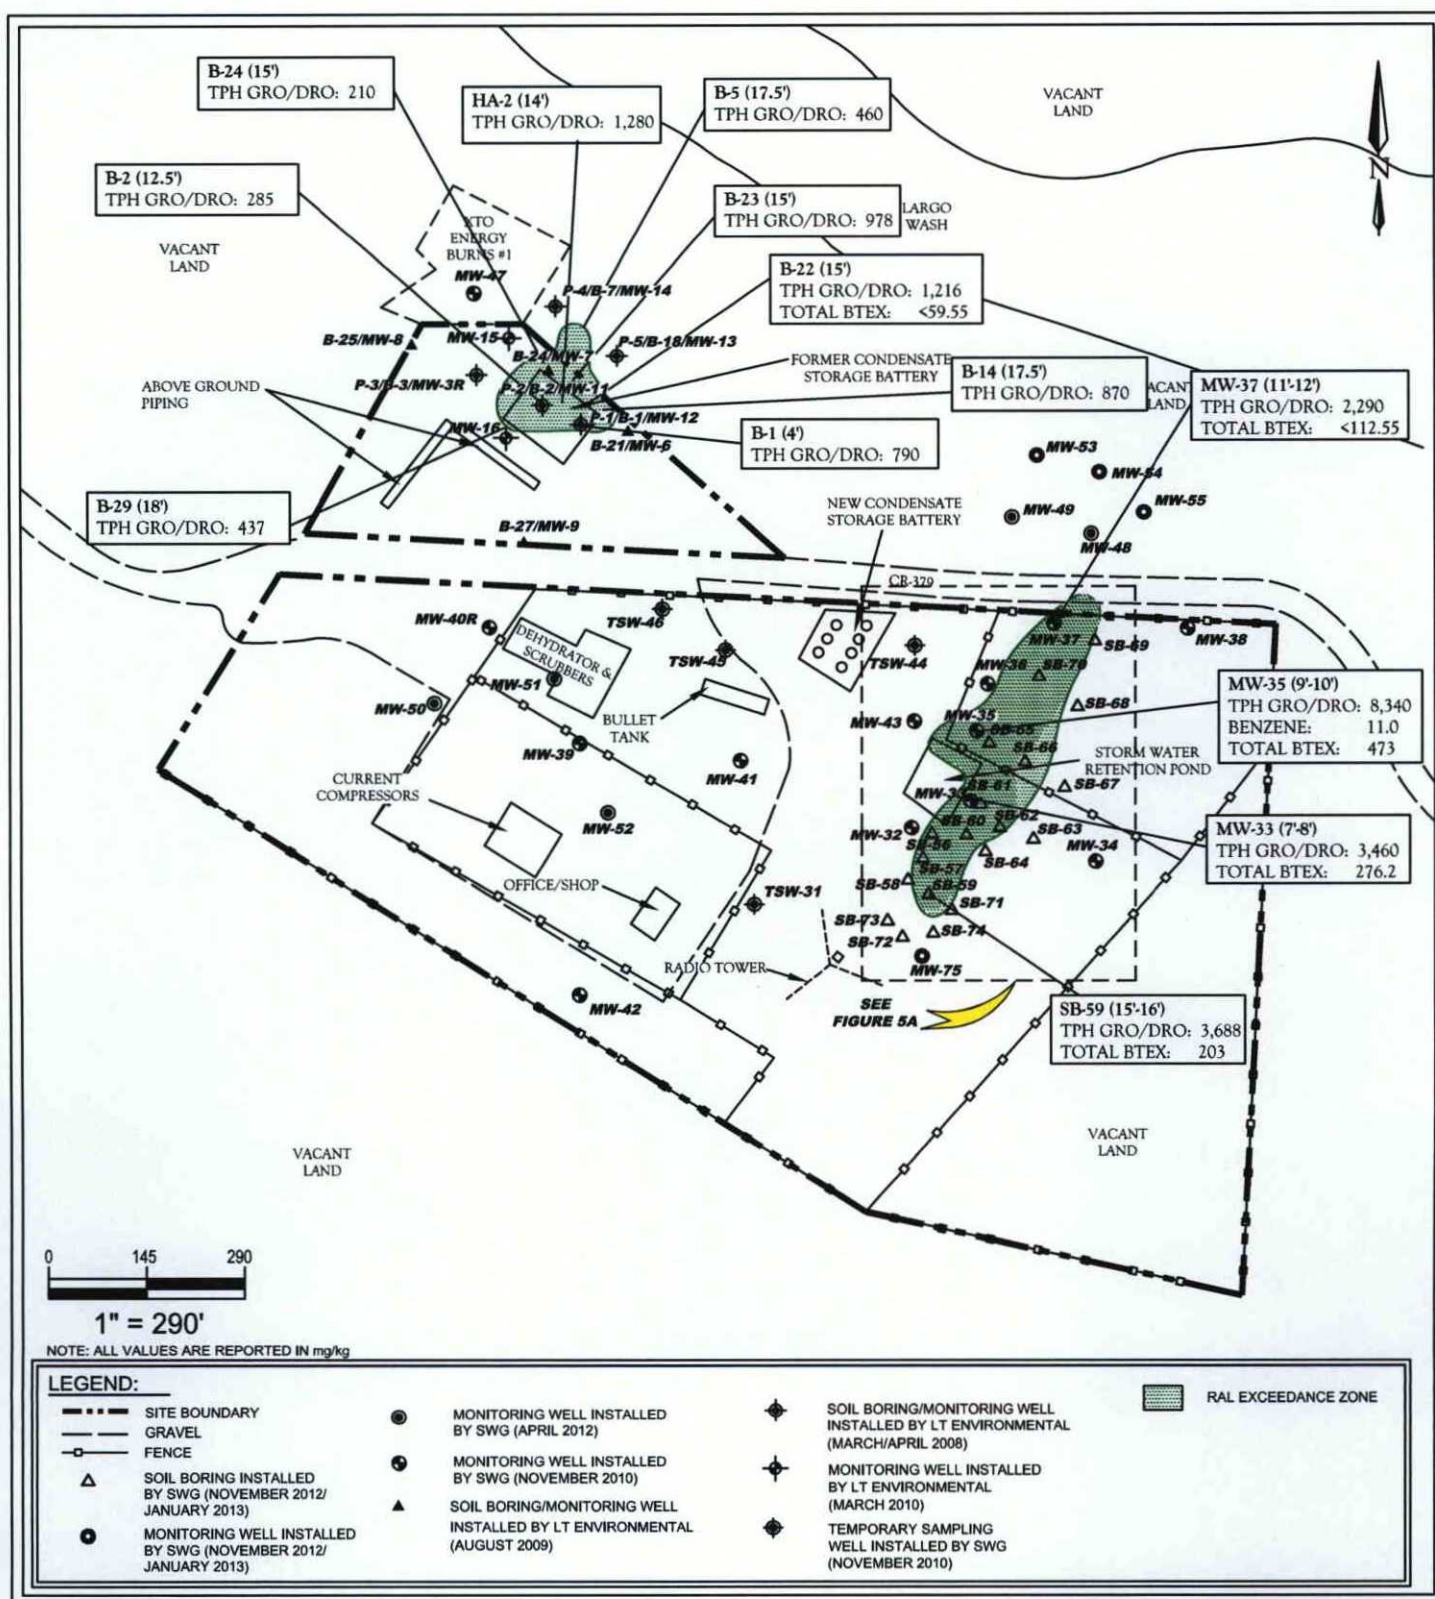 B-24 (15')
TPH GRO/DRO: 210
HA-2 (14')
TPH GRO/DRO: 1,280
B-5 (17.5')
TPH GRO/DRO: 460
VACANT
LAND
N
B-2 (12.5')
TPH GRO/DRO: 285
B-23 (15')
TPH GRO/DRO: 978
LARGO
WASH
VACANT
LAND
XTO
ENERGY
BURNS #1
MW-47
B-22 (15')
TPH GRO/DRO: 1,216
TOTAL BTEX: <59.55
P-4/B-7/MW-14
B-25/MW-8
MW-15
P-5/B-18/MW-13
B-24/MW-7
FORMER CONDENSATE
STORAGE BATTERY
B-14 (17.5')
TPH GRO/DRO: 870
LAND
MW-37 (11'-12')
TPH GRO/DRO: 2,290
TOTAL BTEX: <112.55
ABOVE GROUND
PIPING
P-3/B-3/MW-3R
P-2/B-2/MW-11
P-1/B-1/MW-12
MW-16
B-21/MW-6
B-1 (4')
TPH GRO/DRO: 790
MW-53
MW-54
MW-55
B-29 (18')
TPH GRO/DRO: 437
NEW CONDENSATE
STORAGE BATTERY
MW-49
MW-48
B-27/MW-9
CR-379
MW-40R
TSW-46
DEHYDRATOR &
SCRUBBERS
TSW-45
TSW-44
MW-37
MW-38
SB-69
MW-36
SB-70
MW-51
MW-50
BULLET
TANK
MW-43
MW-35
SB-68
MW-35 (9'-10')
TPH GRO/DRO: 8,340
BENZENE: 11.0
TOTAL BTEX: 473
MW-39
MW-41
SB-65
SB-66
STORM WATER
RETENTION POND
CURRENT
COMPRESSORS
SB-61
SB-67
MW-33
MW-52
MW-32
SB-60
SB-62
SB-63
MW-34
MW-33 (7'-8')
TPH GRO/DRO: 3,460
TOTAL BTEX: 276.2
SB-56
SB-57
SB-64
OFFICE/SHOP
SB-58
SB-59
TSW-31
SB-71
SB-73
SB-72
SB-74
RADIO TOWER
MW-75
SEE
FIGURE 5A
MW-42
SB-59 (15'-16')
TPH GRO/DRO: 3,688
TOTAL BTEX: 203
VACANT
LAND
VACANT
LAND
0 145 290
1" = 290'
NOTE: ALL VALUES ARE REPORTED IN mg/kg
LEGEND:
SITE BOUNDARY
GRAVEL
FENCE
SOIL BORING INSTALLED
BY SWG (NOVEMBER 2012/
JANUARY 2013)
MONITORING WELL INSTALLED
BY SWG (NOVEMBER 2012/
JANUARY 2013)
MONITORING WELL INSTALLED
BY SWG (APRIL 2012)
MONITORING WELL INSTALLED
BY SWG (NOVEMBER 2010)
SOIL BORING/MONITORING WELL
INSTALLED BY LT ENVIRONMENTAL
(AUGUST 2009)
SOIL BORING/MONITORING WELL
INSTALLED BY LT ENVIRONMENTAL
(MARCH/APRIL 2008)
MONITORING WELL INSTALLED
BY LT ENVIRONMENTAL
(MARCH 2010)
TEMPORARY SAMPLING
WELL INSTALLED BY SWG
(NOVEMBER 2010)
RAL EXCEEDANCE ZONE